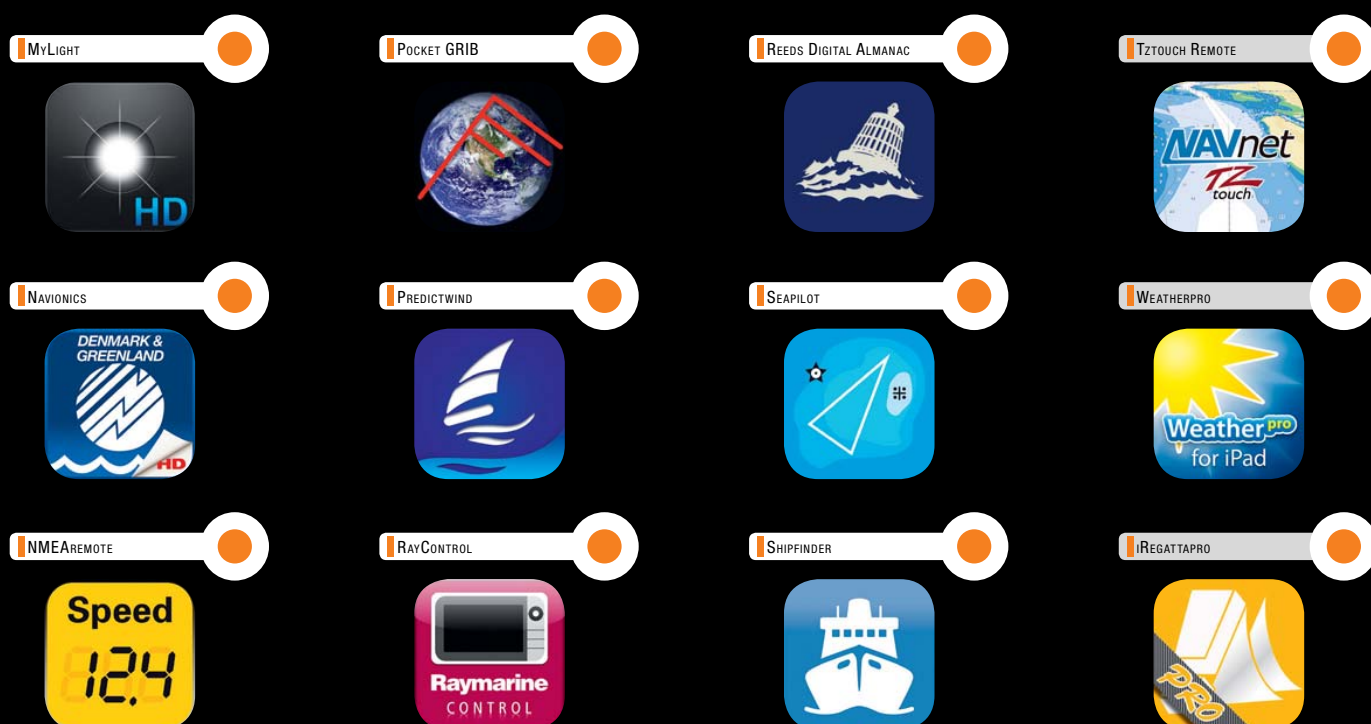 MyLight
Pocket GRIB
Reeds Digital Almanac
Tztouch Remote
HD
NAVnet
TZ
touch
Navionics
Predictwind
Seapilot
Weatherpro
DENMARK &
GREENLAND
HD
Weather pro
for iPad
NMEAremote
RayControl
Shipfinder
iRegattapro
Speed
12.4
Raymarine
CONTROL
PRO